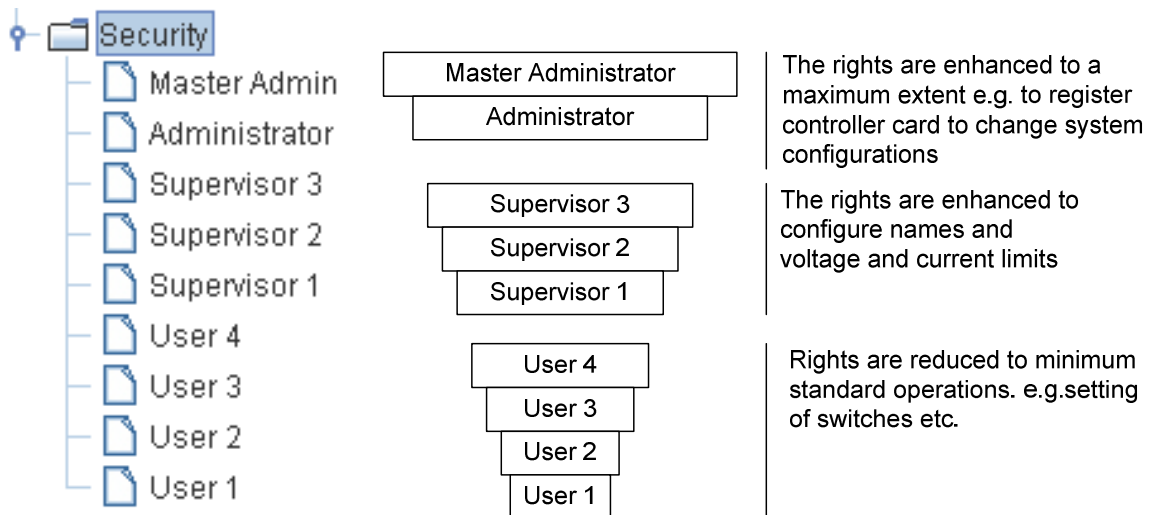 Security
Master Admin
Administrator
Supervisor 3
Supervisor 2
Supervisor 1
User 4
User 3
User 2
User 1
Master Administrator
Administrator
Supervisor 3
Supervisor 2
Supervisor 1
User 4
User 3
User 2
User 1
The rights are enhanced to a
maximum extent e.g. to register
controller card to change system
configurations
The rights are enhanced to
configure names and
voltage and current limits
Rights are reduced to minimum
standard operations. e.g.setting
of switches etc.